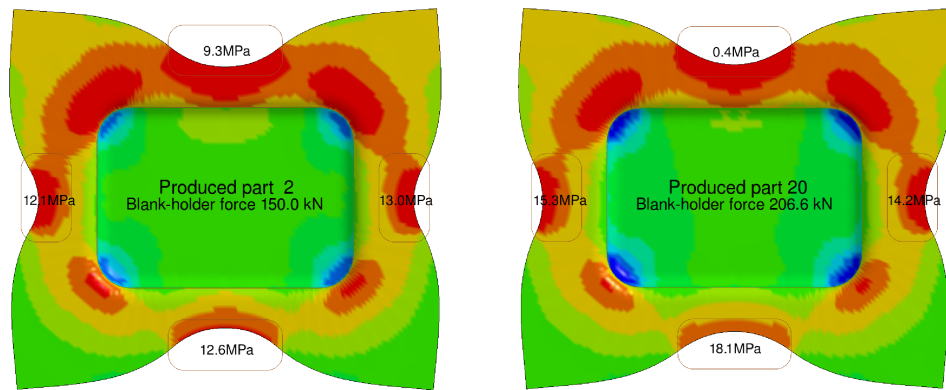 9.3MPa
12.1MPa
Produced part 2
Blank-holder force 150.0 kN
13.0MPa
12.6MPa
0.4MPa
15.3MPa
Produced part 20
Blank-holder force 206.6 kN
14.2MPa
18.1MPa